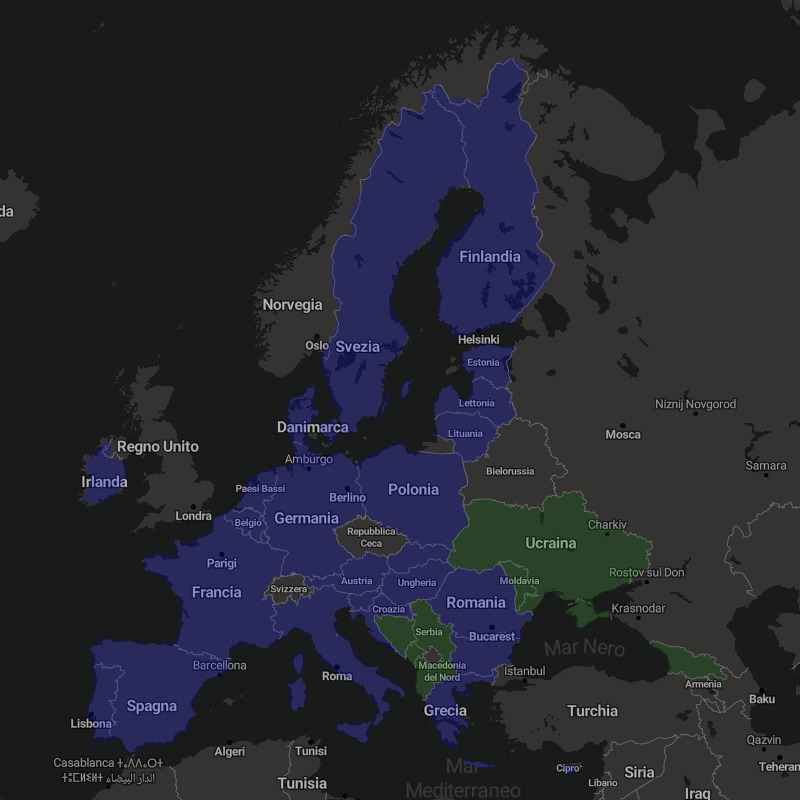 da
Norvegia
Finlandia
Oslo
Svezia
Helsinki
Estonia
Lettonia
Niznij Novgorod
Danimarca
Lituania
Mosca
Regno Unito
Amburgo
Bielorussia
Samara
Irlanda
Paesi Bassi
Berlino
Polonia
Londra
Belgio
Germania
Charkiv
Repubblica
Ceca
Ucraina
Parigi
Rostov sul Don
Francia
Svizzera
Austria
Ungheria
Moldavia
Croazia
Romania
Krasnodar
Serbia
Bucarest
Mar Nero
Barcellona
Roma
Macedonia
del Nord
Istanbul
Armenia
Spagna
Grecia
Turchia
Baku
Lisbona
Algeri
Tunisi
Qazvin
Casablanca ⵜⴰⴷⴷⴰⵔⵜ
ⵜⵓⵎⵍⵉⵍⵜ الدار البيضاء
Tunisia
Mar
Mediterraneo
Cipro
Libano
Siria
Teheran
Iraq